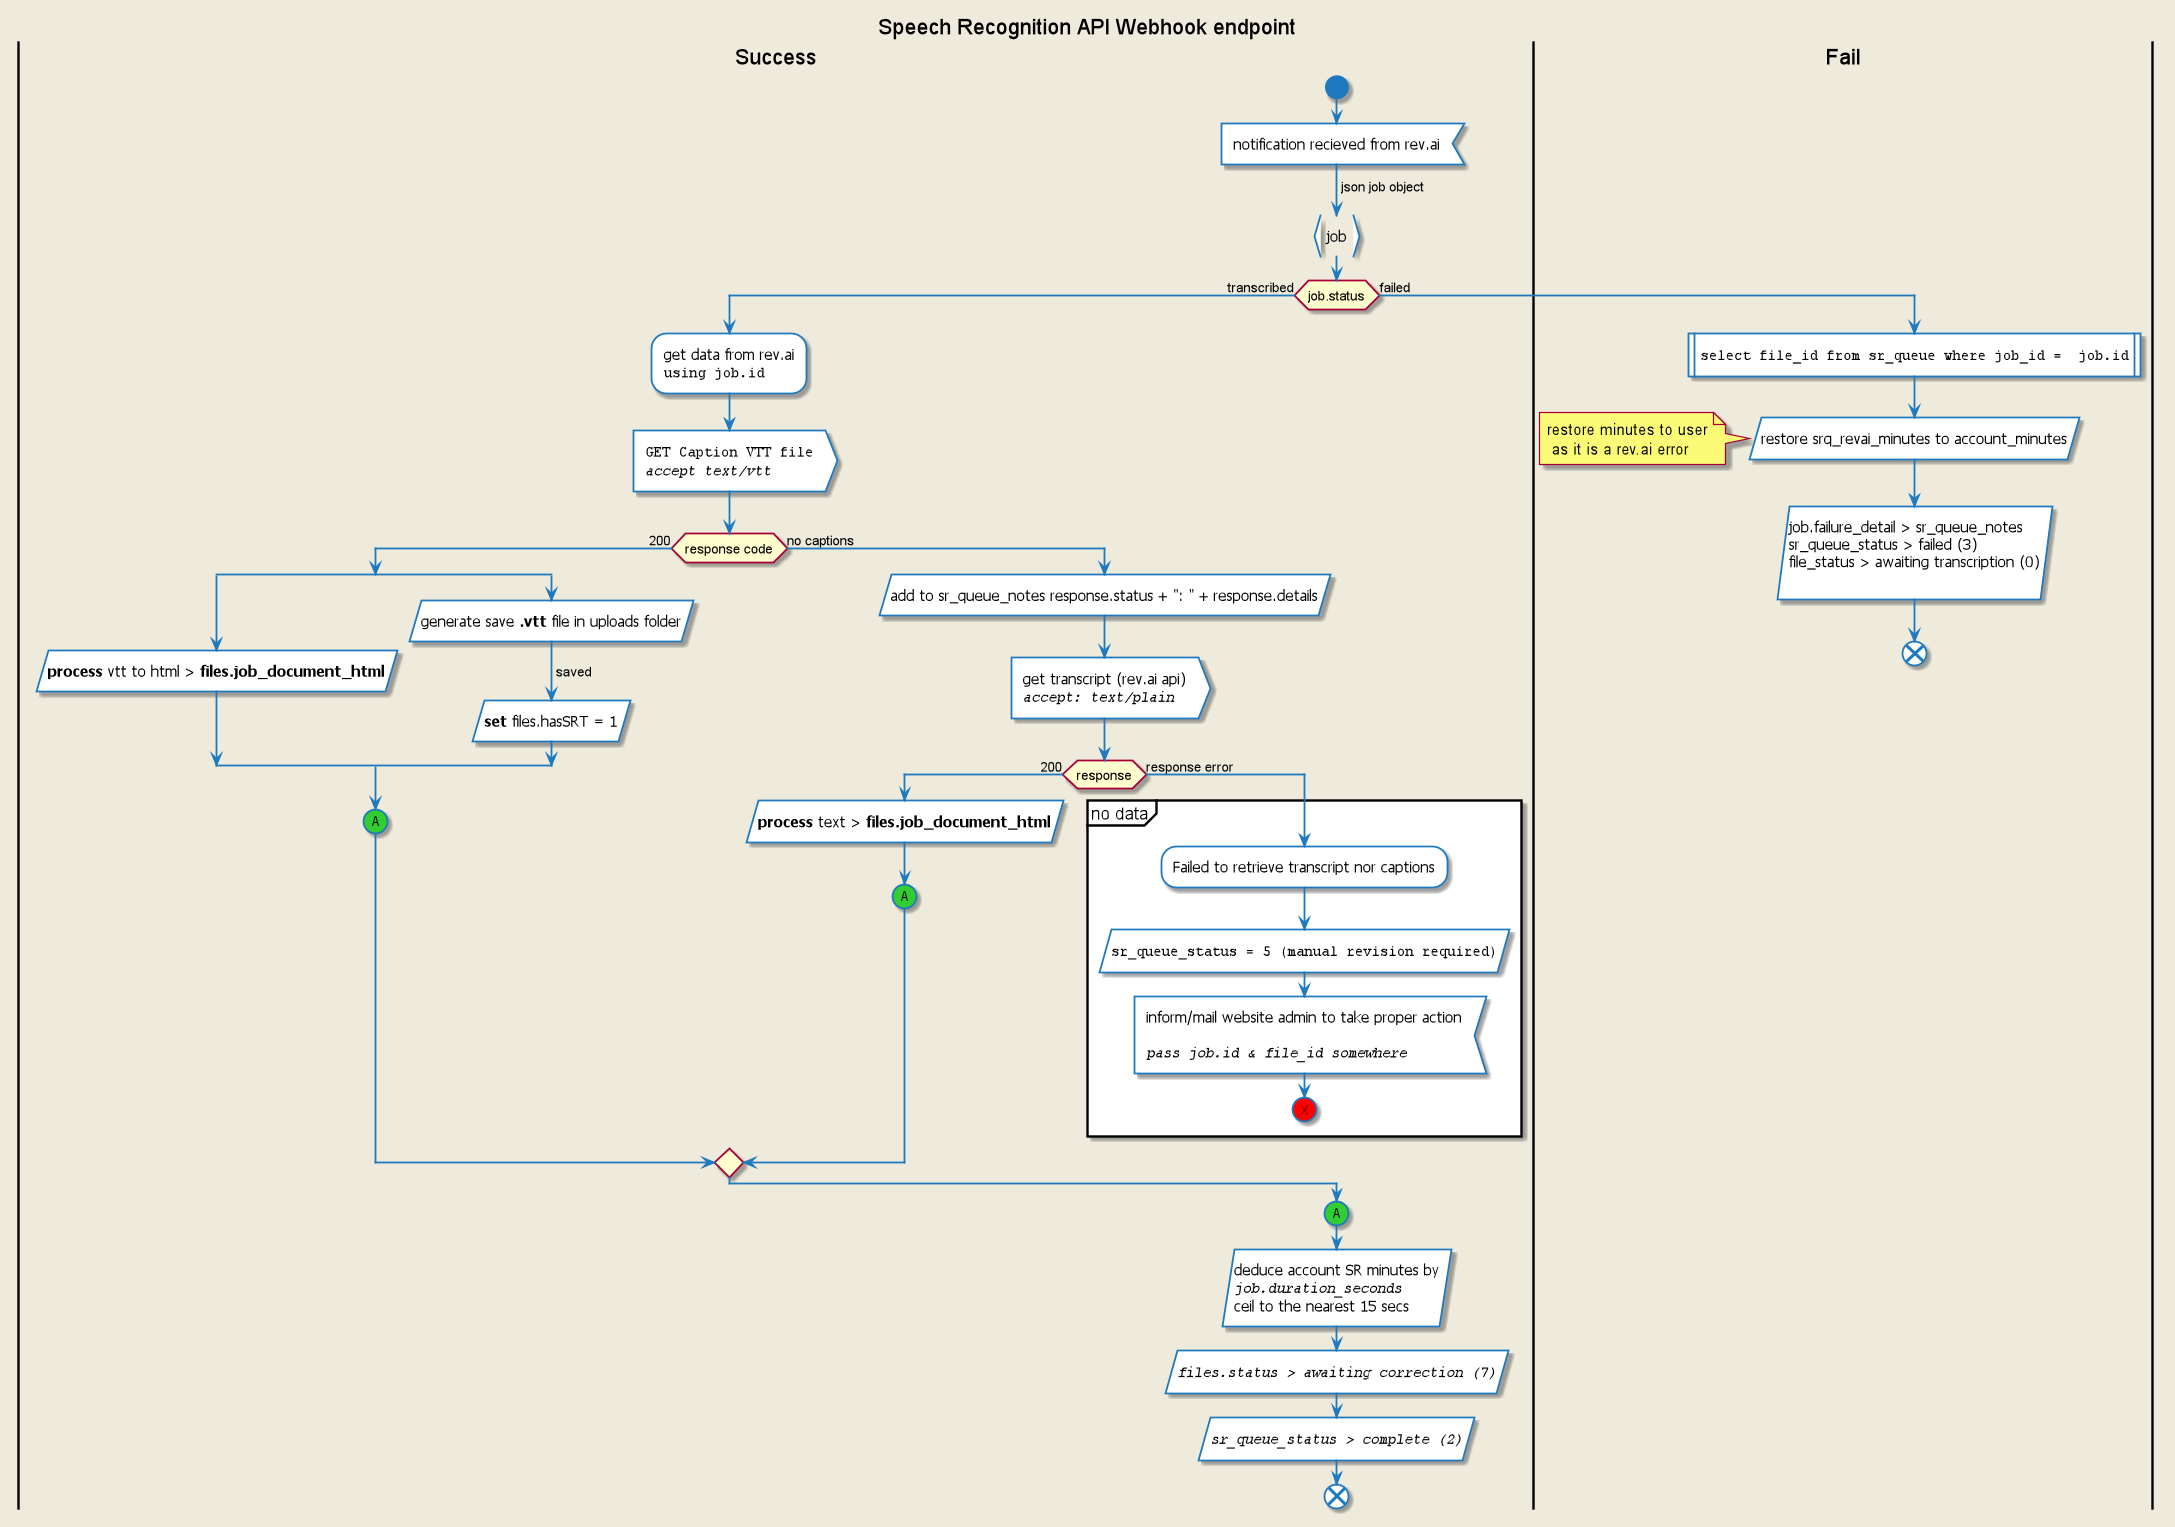 Speech Recognition API Webhook endpoint
Success
Fail
notification recieved from rev.ai
json job object
job
transcribed
job.status
failed
get data from rev.ai
using job.id
select file_id from sr_queue where job_id =  job.id
restore minutes to user
as it is a rev.ai error
restore srq_revai_minutes to account_minutes
GET Caption VTT file
accept text/vtt
job.failure_detail > sr_queue_notes
sr_queue_status > failed (3)
file_status > awaiting transcription (0)
200
response code
no captions
generate save .vtt file in uploads folder
add to sr_queue_notes response.status + ": " + response.details
process vtt to html > files.job_document_html
saved
set files.hasSRT = 1
get transcript (rev.ai api)
accept: text/plain
200
response
response error
A
process text > files.job_document_html
A
no data
Failed to retrieve transcript nor captions
sr_queue_status = 5 (manual revision required)
inform/mail website admin to take proper action
pass job.id & file_id somewhere
X
A
deduce account SR minutes by
job.duration_seconds
ceil to the nearest 15 secs
files.status > awaiting correction (7)
sr_queue_status > complete (2)